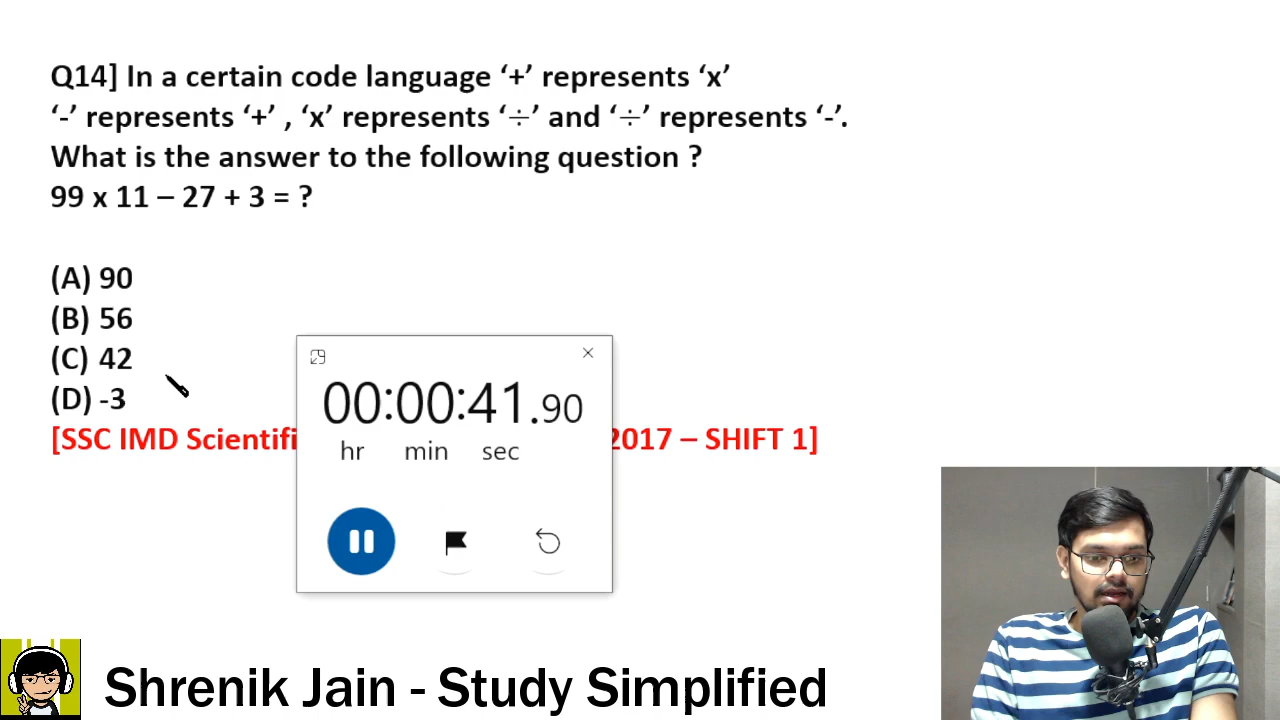 Q14] In a certain code language ‘+’ represents ‘x’
‘-’ represents ‘+’ , ‘x’ represents ‘÷’ and ‘÷’ represents ‘-’.
What is the answer to the following question ?
99 x 11 – 27 + 3 = ?
(A) 90
(B) 56
(C) 42
(D) -3
[SSC IMD Scientifi 2017 – SHIFT 1]
00:00:41.90
hr min sec
Shrenik Jain - Study Simplified